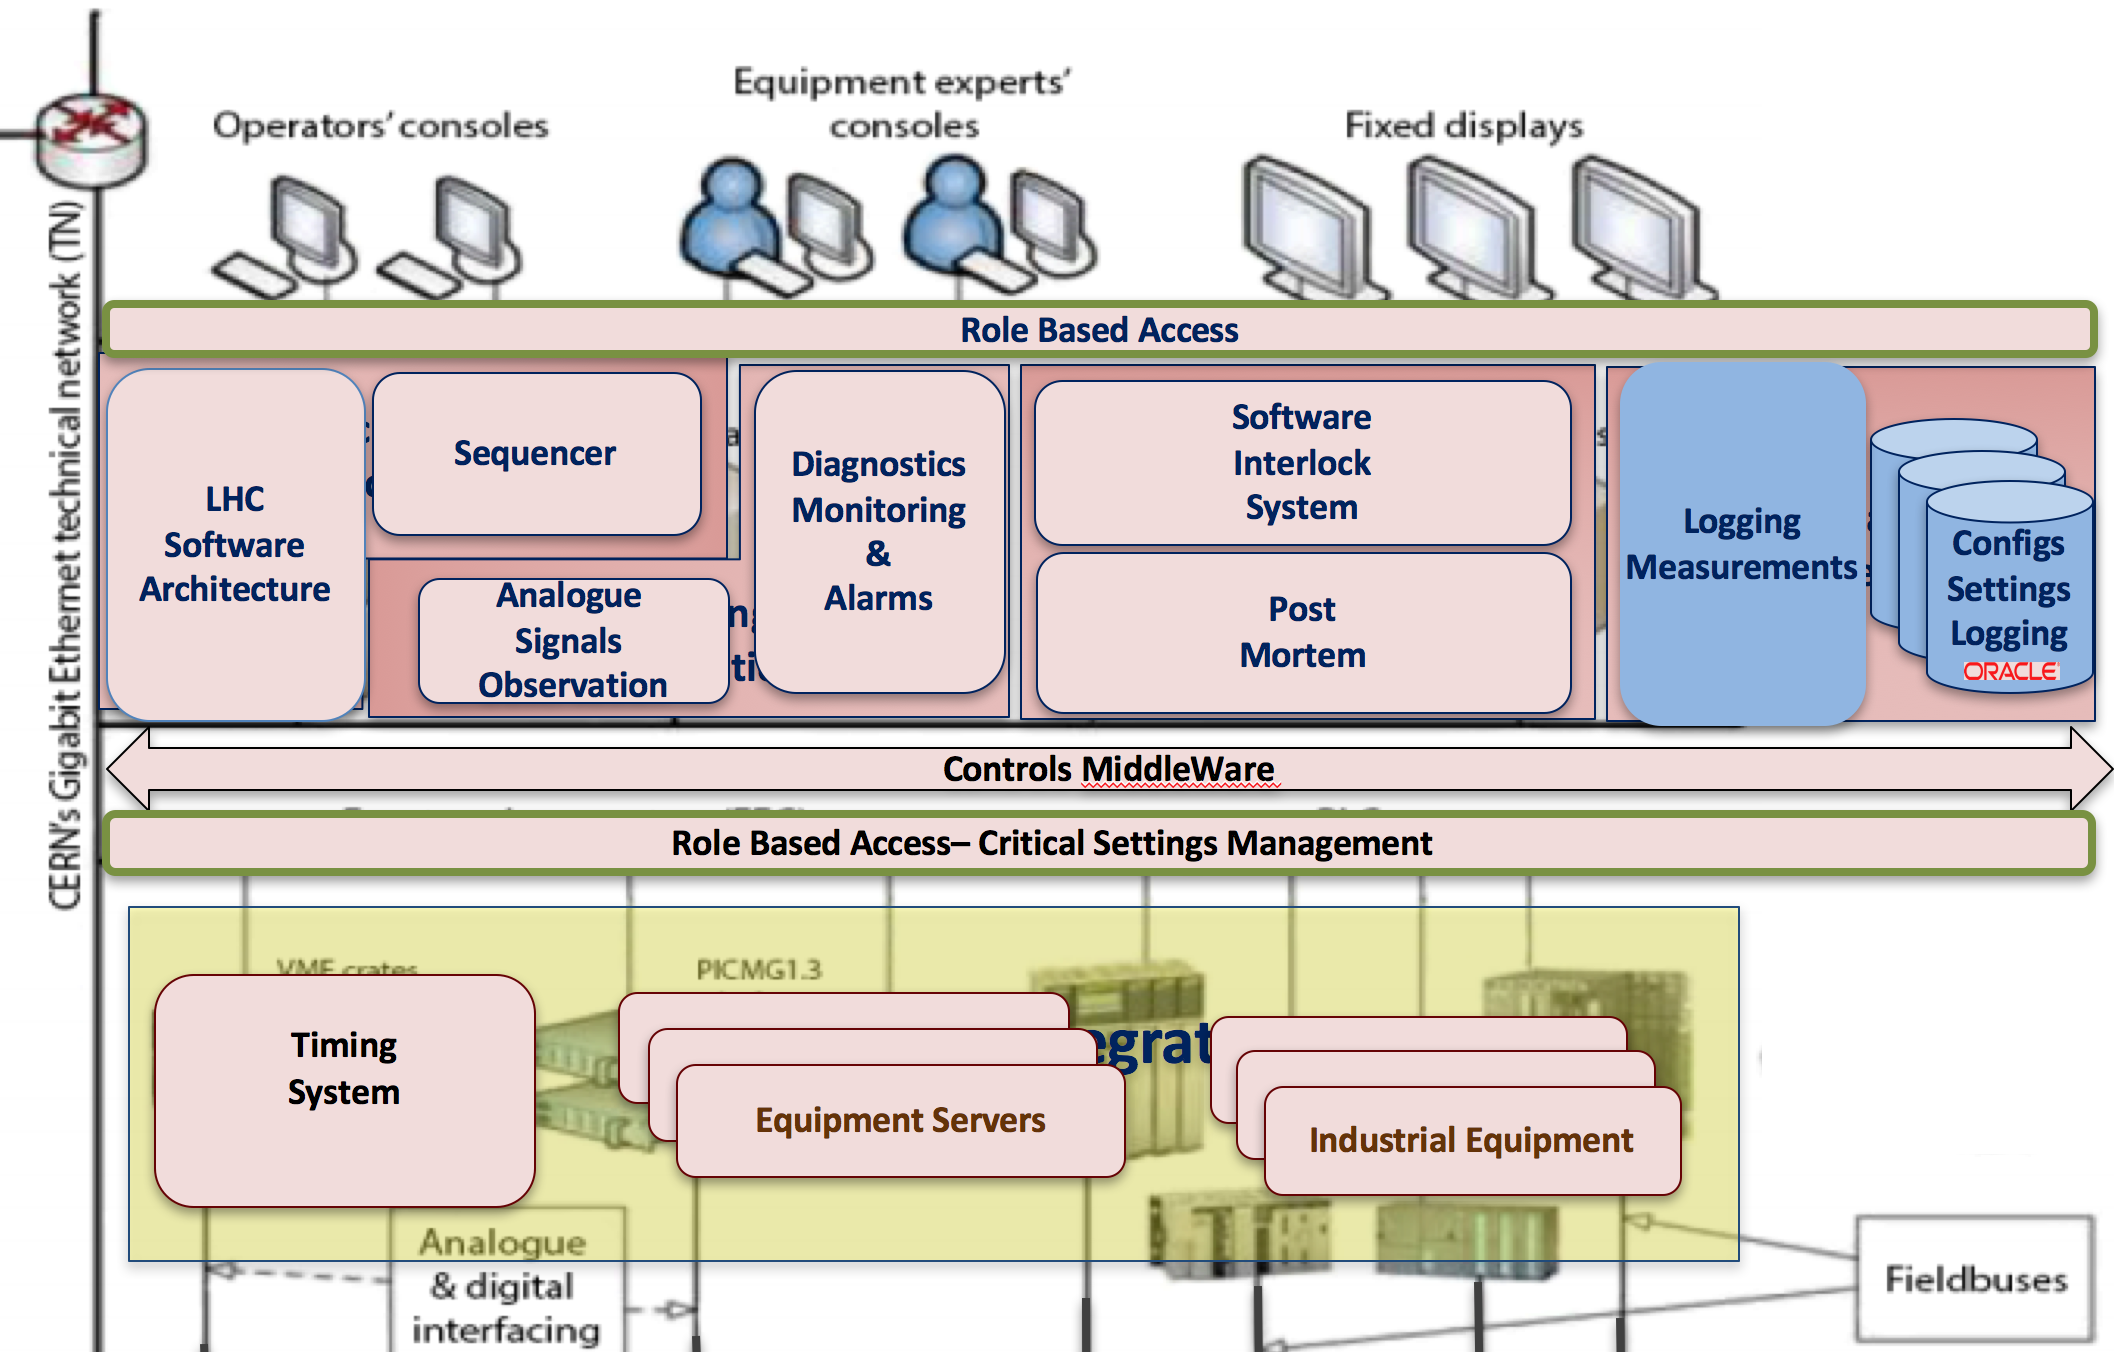 Operators' consoles
Equipment experts'
consoles
Fixed displays
CERN's Gigabit Ethernet technical network (TN)
Role Based Access
LHC
Software
Architecture
Sequencer
Analogue
Signals
Observation
Diagnostics
Monitoring
&
Alarms
Software
Interlock
System
Post
Mortem
Logging
Measurements
Configs
Settings
Logging
ORACLE
Controls MiddleWare
Role Based Access– Critical Settings Management
VME crates
PICMG1.3
Timing
System
Equipment Servers
Industrial Equipment
Analogue
& digital
interfacing
Fieldbuses